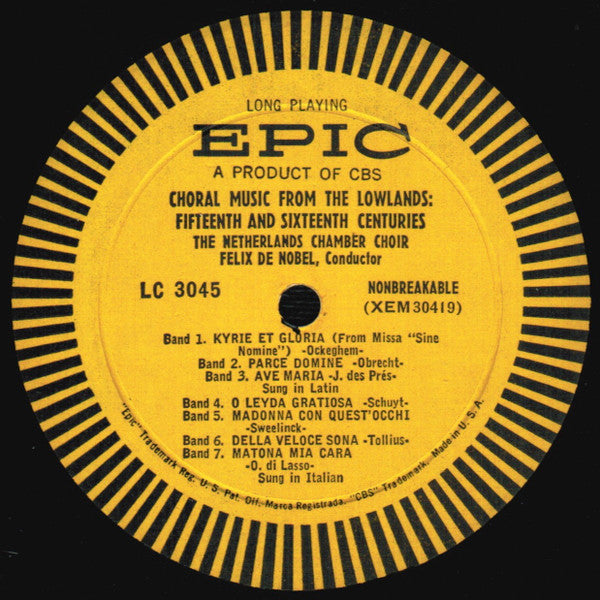 LONG PLAYING
EPIC
A PRODUCT OF CBS
CHORAL MUSIC FROM THE LOWLANDS:
FIFTEENTH AND SIXTEENTH CENTURIES
THE NETHERLANDS CHAMBER CHOIR
FELIX DE NOBEL, Conductor
LC 3045
NONBREAKABLE
(XEM30419)
Band 1. KYRIE ET GLORIA (From Missa "Sine
Nomine") -Ockeghem-
Band 2. PARCE DOMINE -Obrecht-
Band 3. AVE MARIA -J. des Prés-
Sung in Latin
Band 4. O LEYDA GRATIOSA -Schuyt-
Band 5. MADONNA CON QUEST'OCCHI
-Sweelinck-
Band 6. DELLA VELOCE SONA -Tollius-
Band 7. MATONA MIA CARA
-O. di Lasso-
Sung in Italian
"Epic" Trademark Reg. U. S. Pat. Off. Marca Registrada. "CBS" Trademark. Made in U. S. A.